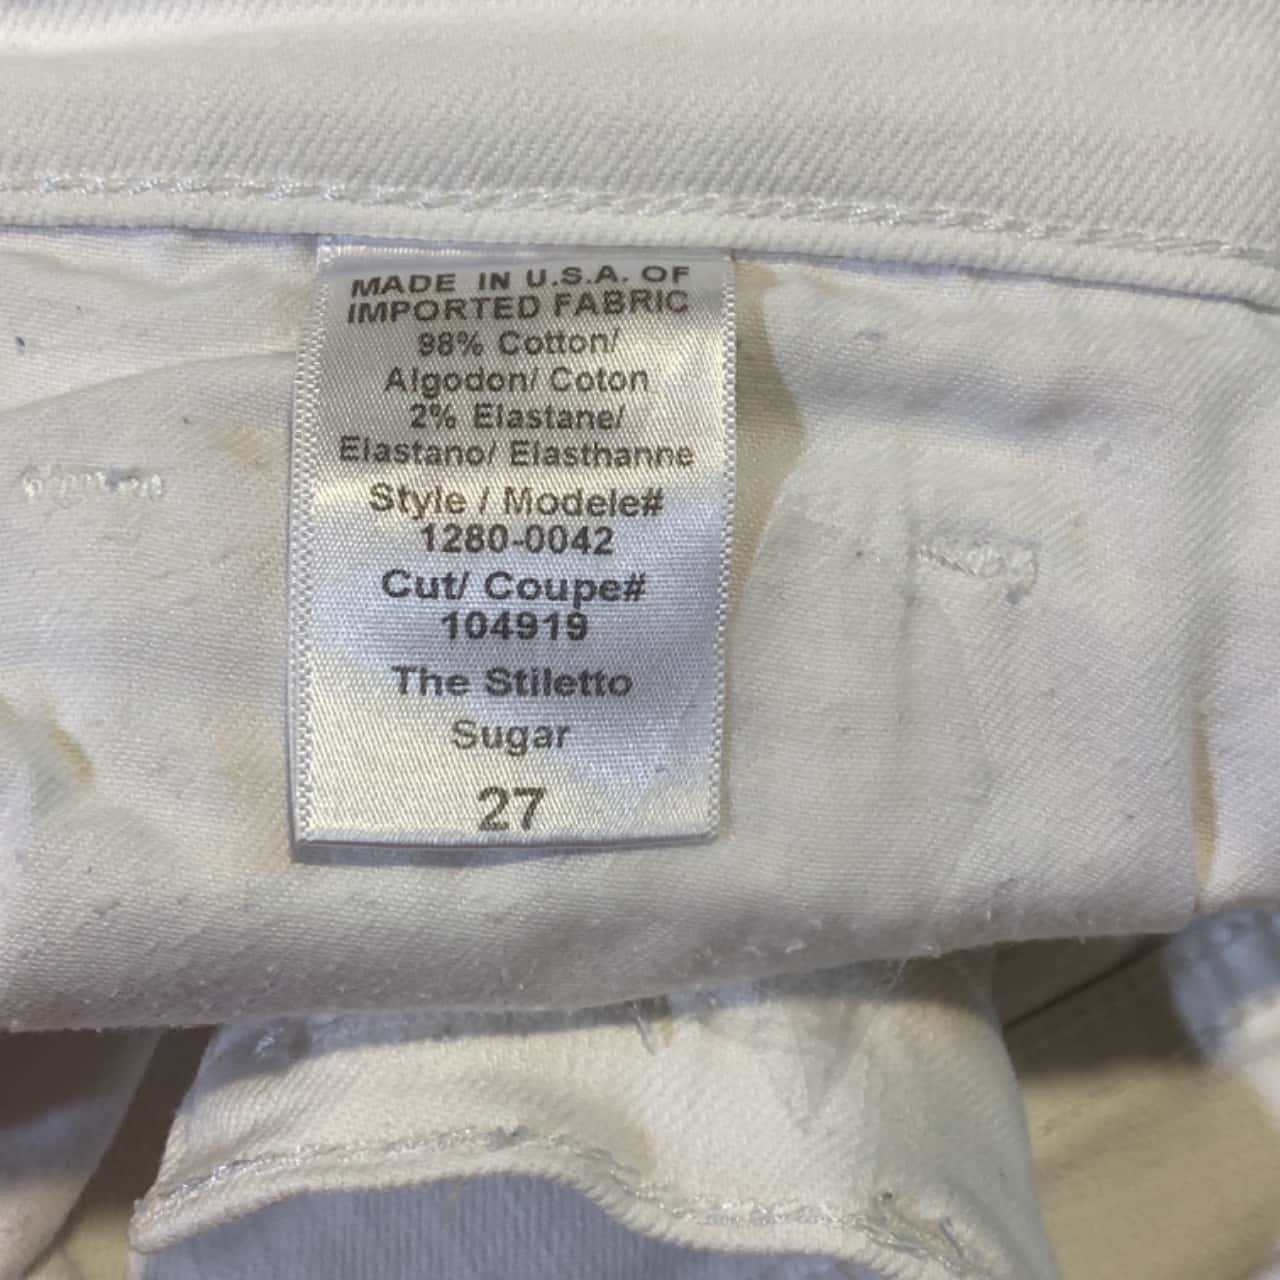 MADE IN U.S.A. OF
IMPORTED FABRIC
98% Cotton/
Algodon/ Coton
2% Elastane/
Elastano/ Elasthanne
Style / Modele#
1280-0042
Cut/ Coupe#
104919
The Stiletto
Sugar
27